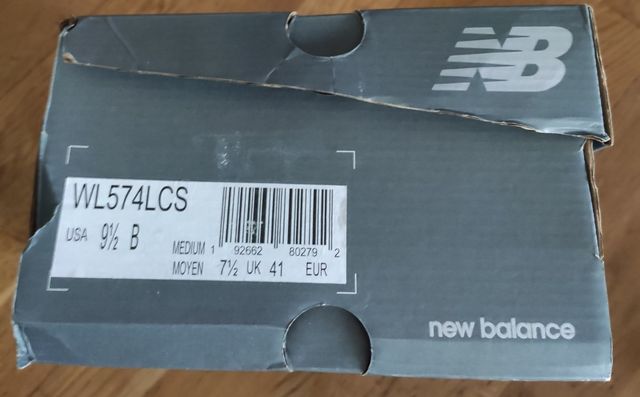 NB
WL574LCS
USA 9½ B
MEDIUM 1 92662 80279 2
MOYEN 7½ UK 41 EUR
new balance